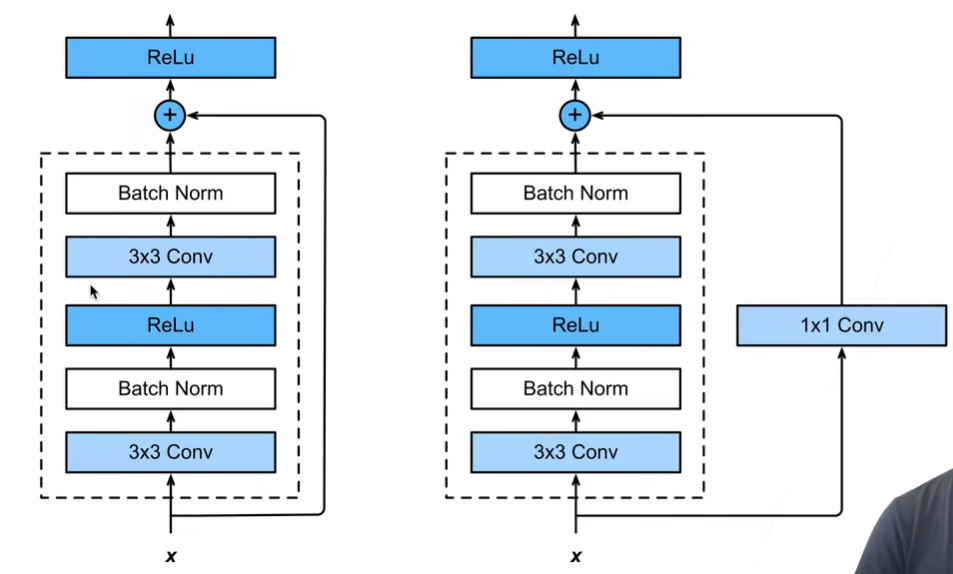 ReLu
+
Batch Norm
3x3 Conv
ReLu
Batch Norm
3x3 Conv
x
ReLu
+
Batch Norm
3x3 Conv
ReLu
Batch Norm
3x3 Conv
1x1 Conv
x